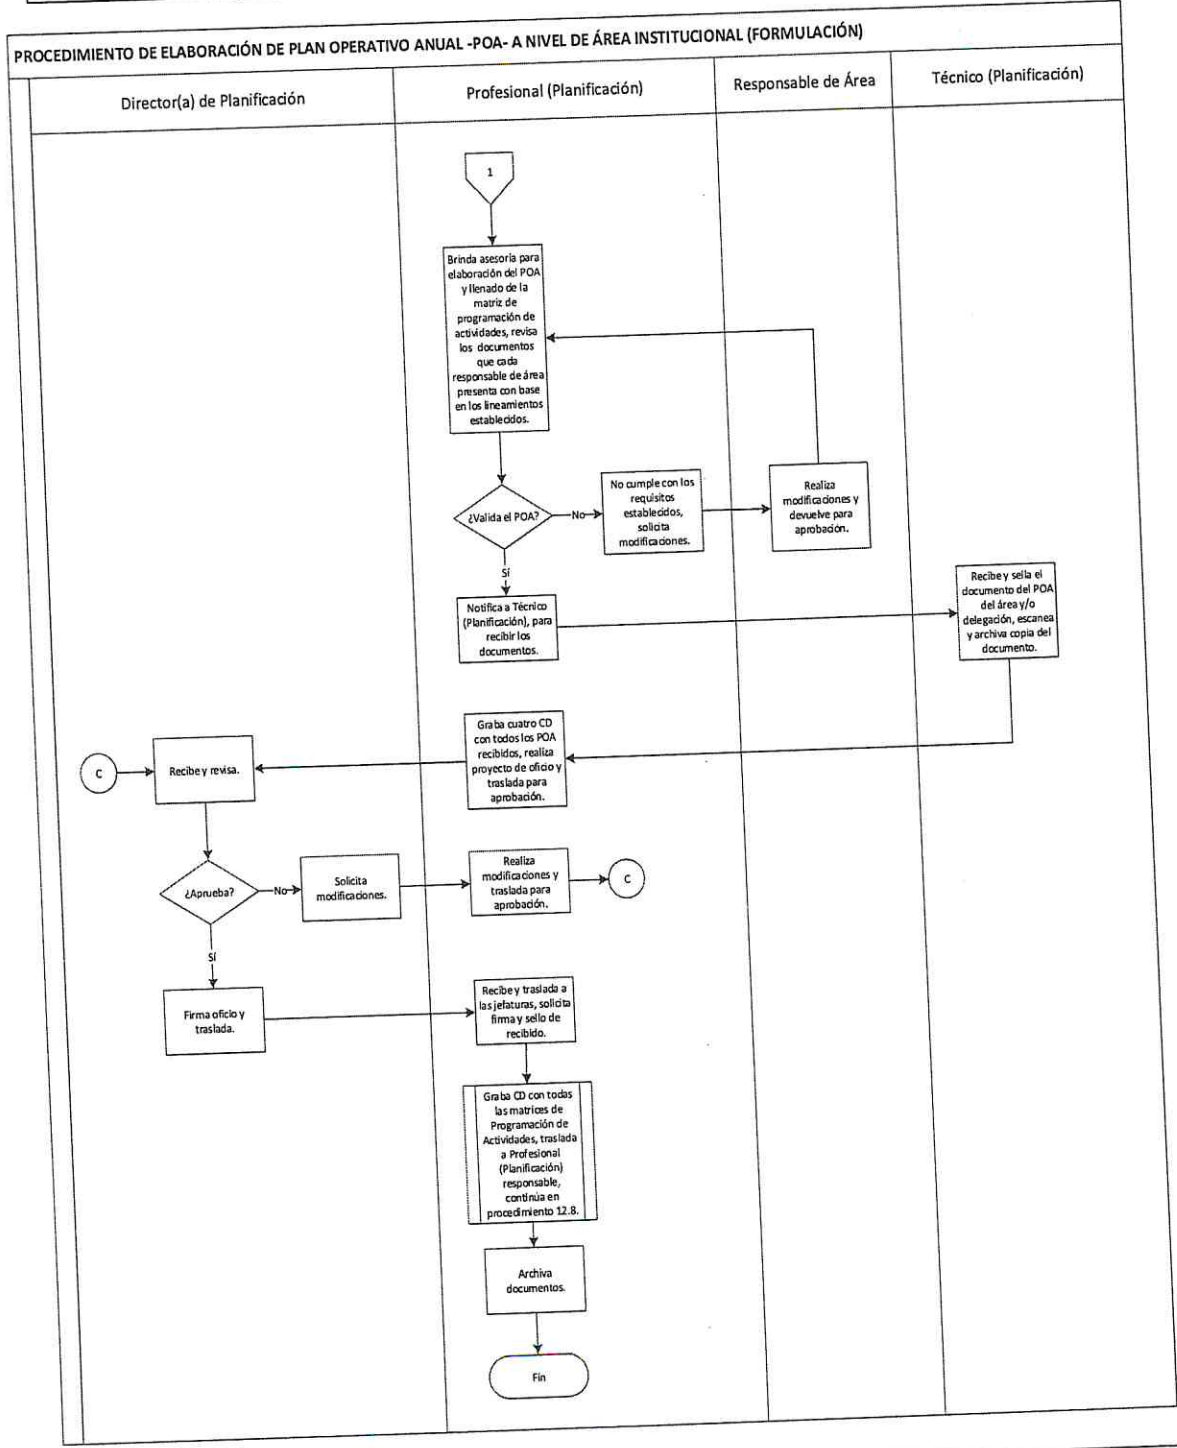 PROCEDIMIENTO DE ELABORACIÓN DE PLAN OPERATIVO ANUAL -POA- A NIVEL DE ÁREA INSTITUCIONAL (FORMULACIÓN)
Director(a) de Planificación
Profesional (Planificación)
Responsable de Área
Técnico (Planificación)
1
Brinda asesoría para
elaboración del POA
y llenado de la
matriz de
programación de
actividades, revisa
los documentos
que cada
responsable de área
presenta con base
en los lineamientos
establecidos.
¿Valida el POA?
No
No cumple con los
requisitos
establecidos,
solicita
modificaciones.
Realiza
modificaciones y
devuelve para
aprobación.
Sí
Notifica a Técnico
(Planificación), para
recibir los
documentos.
Recibe y sella el
documento del POA
del área y/o
delegación, escanea
y archiva copia del
documento.
Graba cuatro CD
con todos los POA
recibidos, realiza
proyecto de oficio y
traslada para
aprobación.
C
Recibe y revisa.
¿Aprueba?
No
Solicita
modificaciones.
Realiza
modificaciones y
traslada para
aprobación.
C
Sí
Firma oficio y
traslada.
Recibe y traslada a
las jefaturas, solicita
firma y sello de
recibido.
Graba CD con todas
las matrices de
Programación de
Actividades, traslada
a Profesional
(Planificación)
responsable,
continúa en
procedimiento 12.8.
Archiva
documentos.
Fin